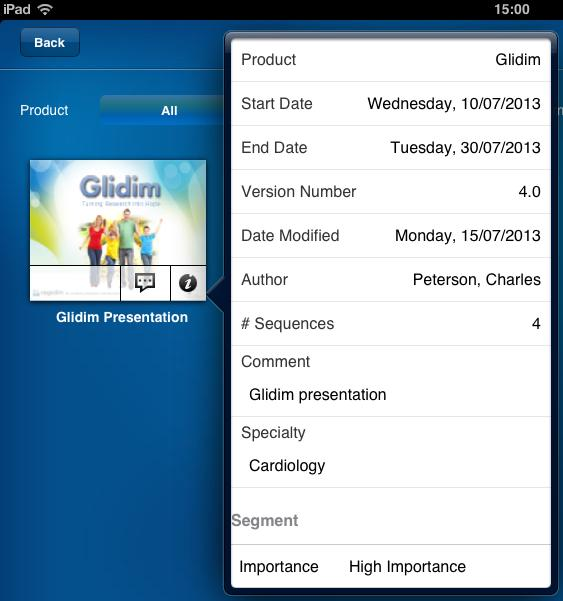 iPad 15:00
Back
Product All
Glidim
Turning Research Into Hope
Glidim Presentation
Product Glidim
Start Date Wednesday, 10/07/2013
End Date Tuesday, 30/07/2013
Version Number 4.0
Date Modified Monday, 15/07/2013
Author Peterson, Charles
# Sequences 4
Comment
Glidim presentation
Specialty
Cardiology
Segment
Importance High Importance